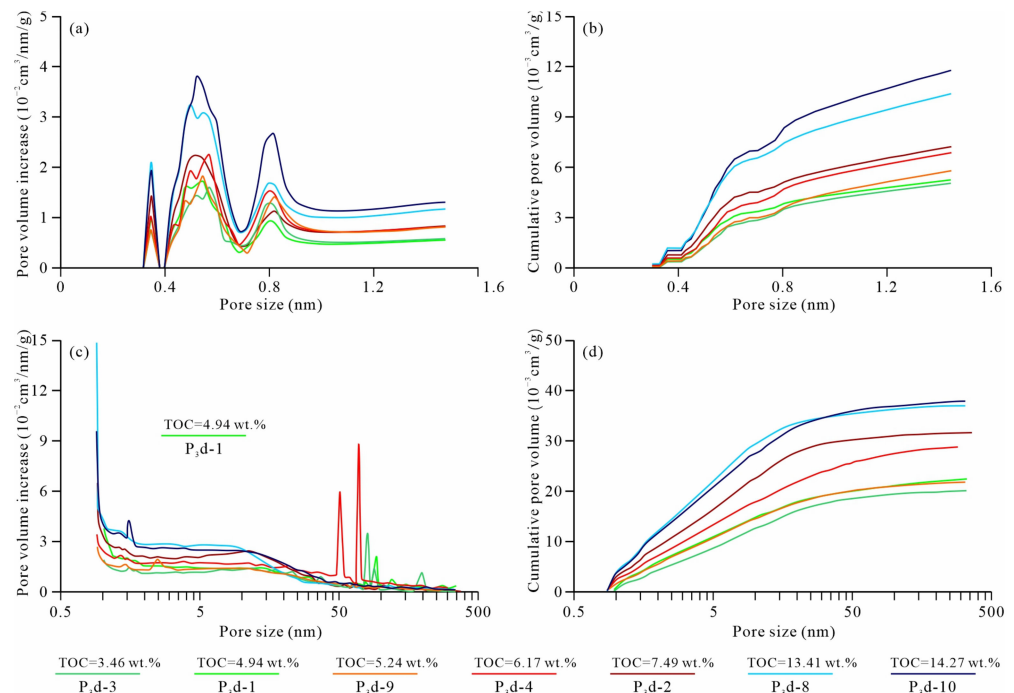 (a)
Pore volume increase (10⁻²cm³/nm/g)
5
4
3
2
1
0
0
0.4
0.8
1.2
1.6
Pore size (nm)
(b)
Cumulative pore volume (10⁻³cm³/g)
15
12
9
6
3
0
0
0.4
0.8
1.2
1.6
Pore size (nm)
(c)
Pore volume increase (10⁻²cm³/nm/g)
15
12
9
6
3
0
TOC=4.94 wt.%
P₃d-1
0.5
5
50
500
Pore size (nm)
(d)
Cumulative pore volume (10⁻³cm³/g)
50
40
30
20
10
0
0.5
5
50
500
Pore size (nm)
TOC=3.46 wt.% TOC=4.94 wt.% TOC=5.24 wt.% TOC=6.17 wt.% TOC=7.49 wt.% TOC=13.41 wt.% TOC=14.27 wt.%
P₃d-3 P₃d-1 P₃d-9 P₃d-4 P₃d-2 P₃d-8 P₃d-10